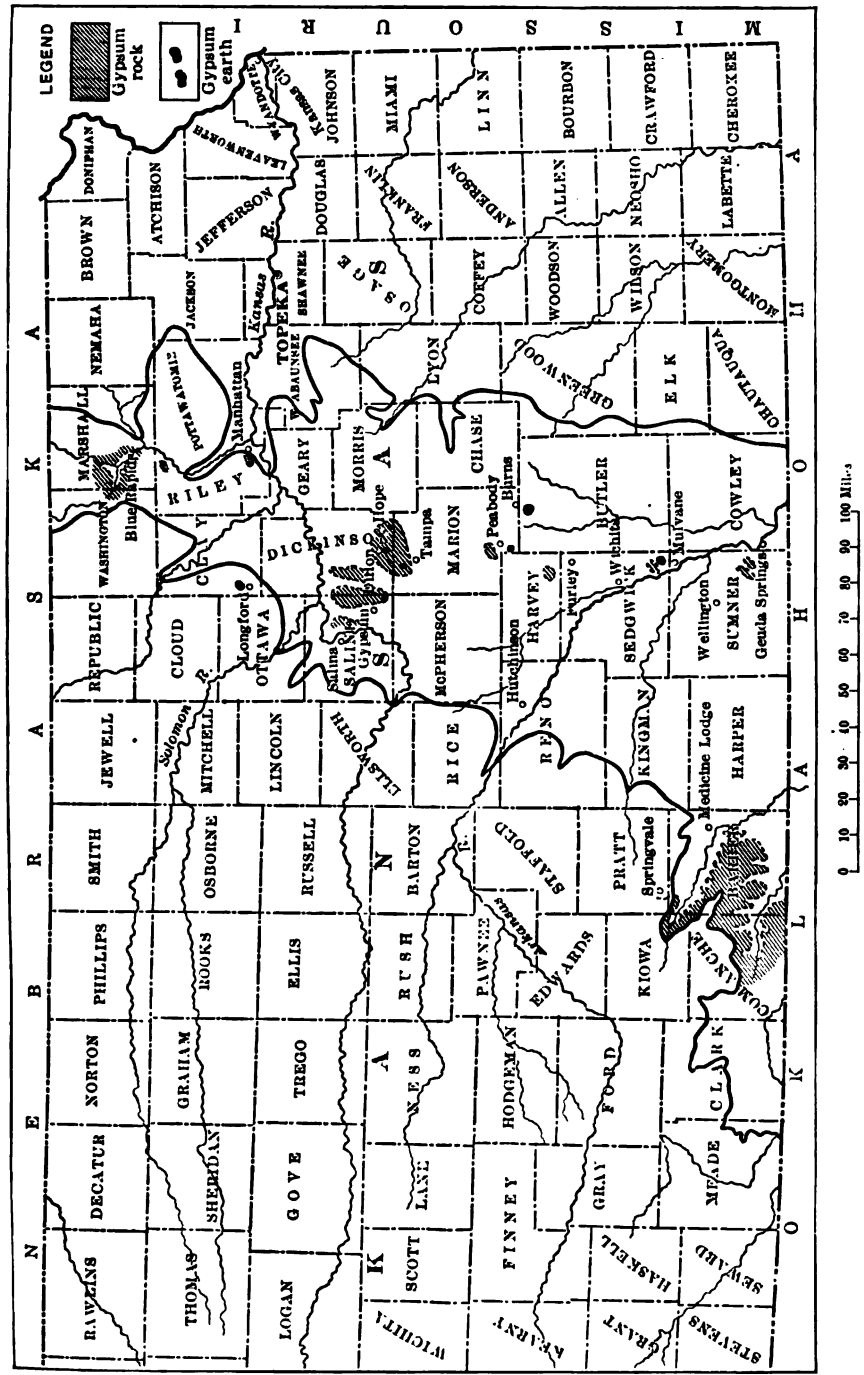 LEGEND
Gypsum
rock
Gypsum
earth
N E B R A S K A
MISSOURI
OKLAHOMA
K A N S A S
RAWLINS
DECATUR
NORTON
PHILLIPS
SMITH
JEWELL
REPUBLIC
WASHINGTON
MARSHALL
NEMAHA
BROWN
DONIPHAN
THOMAS
SHERIDAN
GRAHAM
ROOKS
OSBORNE
MITCHELL
Solomon R.
CLOUD
CLAY
RILEY
Blue Rapids
POTTAWATOMIE
Manhattan
JACKSON
ATCHISON
JEFFERSON
LEAVENWORTH
WYANDOTTE
Kansas City
LOGAN
GOVE
TREGO
ELLIS
RUSSELL
LINCOLN
OTTAWA
Longford
DICKINSON
GEARY
WABAUNSEE
TOPEKA
Kansas R.
SHAWNEE
DOUGLAS
JOHNSON
WICHITA
SCOTT
LANE
NESS
RUSH
BARTON
ELLSWORTH
SALINE
Salina
Gypsum
Dillon
Hope
MORRIS
LYON
OSAGE
FRANKLIN
MIAMI
RICE
McPHERSON
MARION
Tampa
CHASE
COFFEY
ANDERSON
LINN
KEARNY
FINNEY
HODGEMAN
PAWNEE
Arkansas R.
STAFFORD
RENO
Hutchinson
HARVEY
Peabody
Burns
BUTLER
GREENWOOD
WOODSON
ALLEN
BOURBON
GRANT
HASKELL
GRAY
FORD
EDWARDS
KIOWA
PRATT
Springvale
KINGMAN
SEDGWICK
Furley
Wichita
Mulvane
ELK
WILSON
NEOSHO
CRAWFORD
STEVENS
SEWARD
MEADE
CLARK
COMANCHE
BARBER
Medicine Lodge
HARPER
SUMNER
Wellington
Geuda Springs
COWLEY
CHAUTAUQUA
MONTGOMERY
LABETTE
CHEROKEE
0 10 20 30 40 50 60 70 80 90 100 Miles